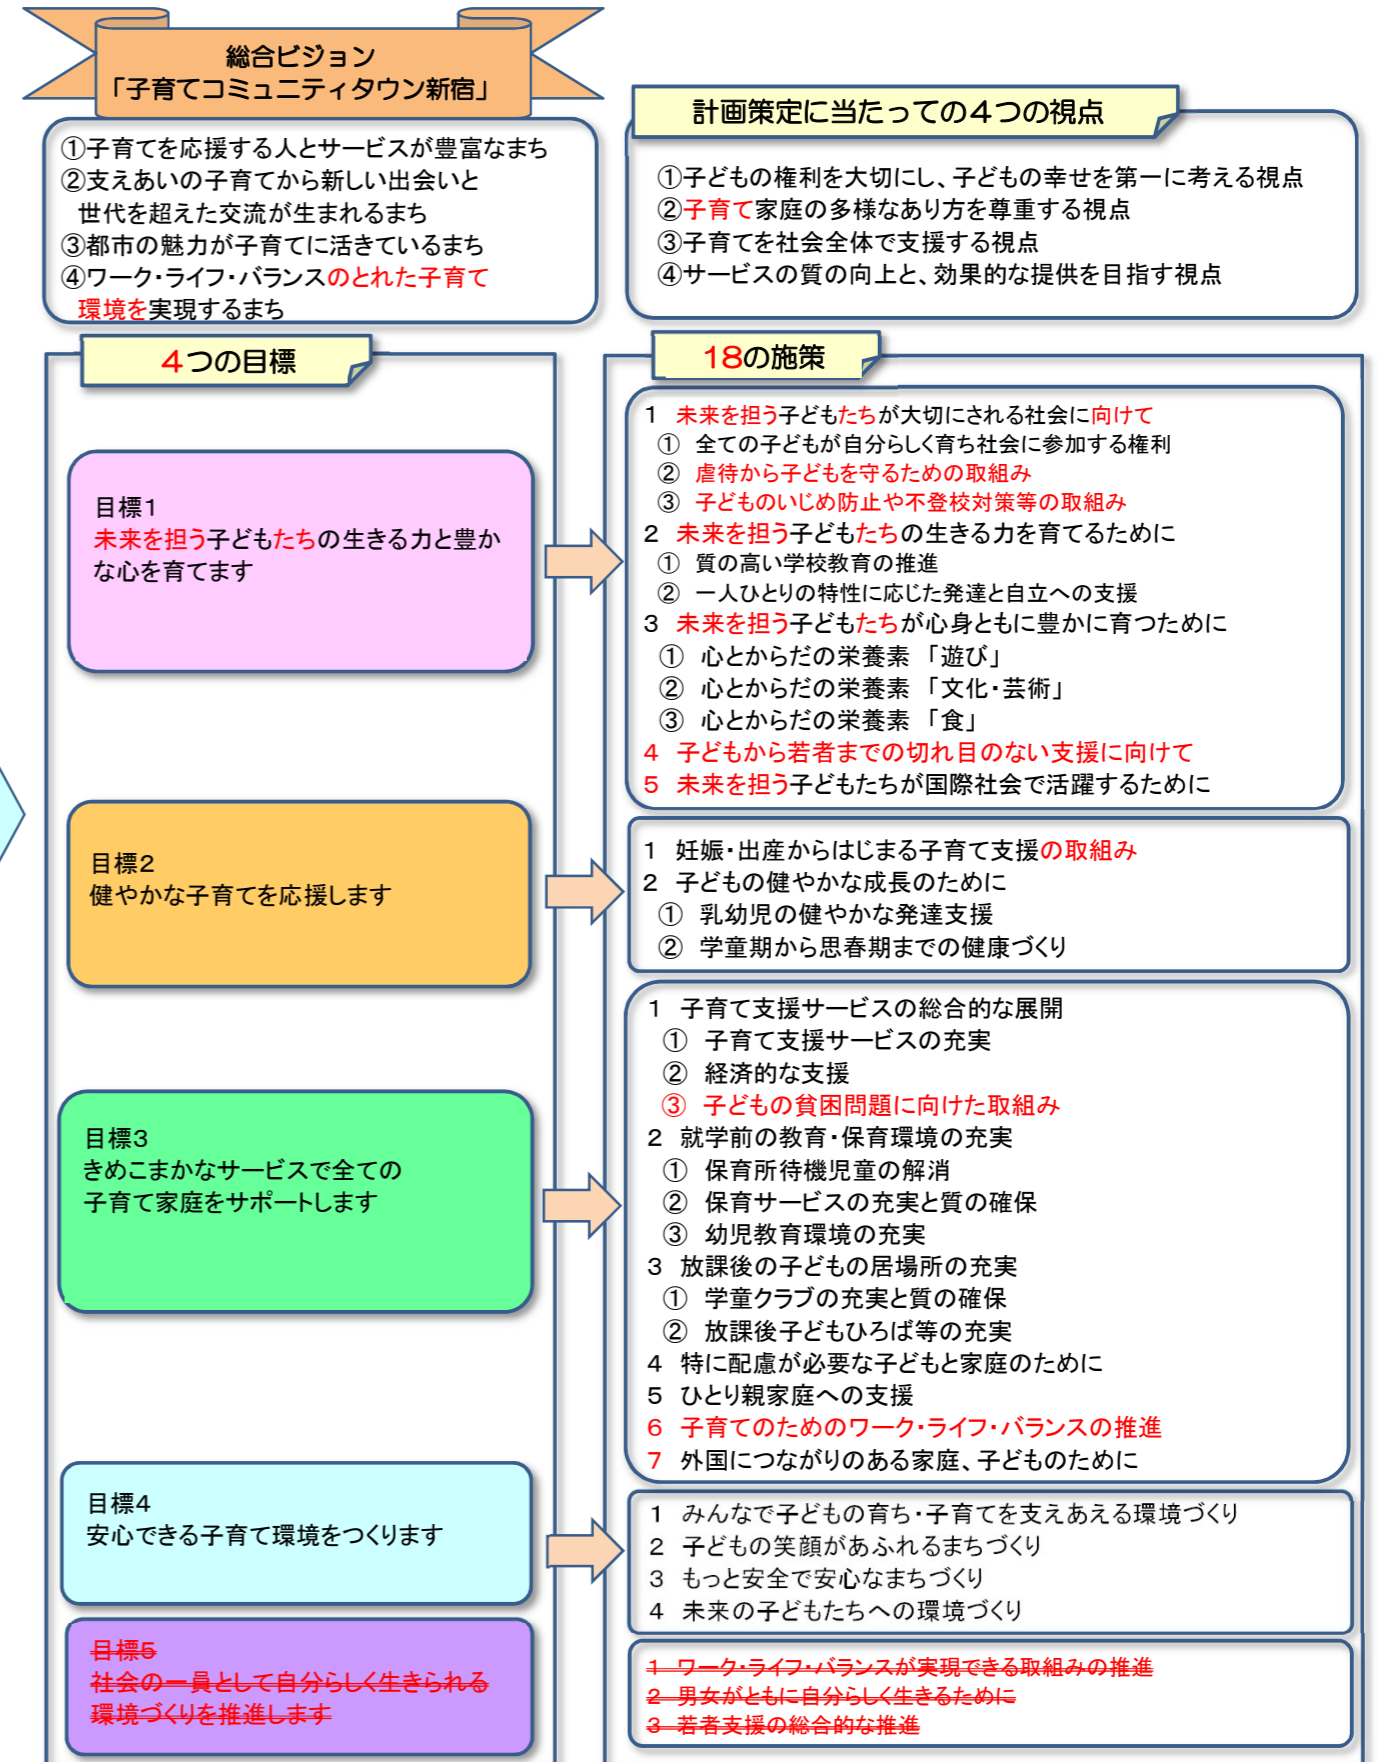 総合ビジョン
「子育てコミュニティタウン新宿」
①子育てを応援する人とサービスが豊富なまち
②支えあいの子育てから新しい出会いと
世代を超えた交流が生まれるまち
③都市の魅力が子育てに活きているまち
④ワーク・ライフ・バランスのとれた子育て
環境を実現するまち
計画策定に当たっての４つの視点
①子どもの権利を大切にし、子どもの幸せを第一に考える視点
②子育て家庭の多様なあり方を尊重する視点
③子育てを社会全体で支援する視点
④サービスの質の向上と、効果的な提供を目指す視点
４つの目標
18の施策
目標１
未来を担う子どもたちの生きる力と豊か
な心を育てます
１ 未来を担う子どもたちが大切にされる社会に向けて
① 全ての子どもが自分らしく育ち社会に参加する権利
② 虐待から子どもを守るための取組み
③ 子どものいじめ防止や不登校対策等の取組み
２ 未来を担う子どもたちの生きる力を育てるために
① 質の高い学校教育の推進
② 一人ひとりの特性に応じた発達と自立への支援
３ 未来を担う子どもたちが心身ともに豊かに育つために
① 心とからだの栄養素 「遊び」
② 心とからだの栄養素 「文化・芸術」
③ 心とからだの栄養素 「食」
４ 子どもから若者までの切れ目のない支援に向けて
５ 未来を担う子どもたちが国際社会で活躍するために
目標２
健やかな子育てを応援します
１ 妊娠・出産からはじまる子育て支援の取組み
２ 子どもの健やかな成長のために
① 乳幼児の健やかな発達支援
② 学童期から思春期までの健康づくり
目標３
きめこまかなサービスで全ての
子育て家庭をサポートします
１ 子育て支援サービスの総合的な展開
① 子育て支援サービスの充実
② 経済的な支援
③ 子どもの貧困問題に向けた取組み
２ 就学前の教育・保育環境の充実
① 保育所待機児童の解消
② 保育サービスの充実と質の確保
③ 幼児教育環境の充実
３ 放課後の子どもの居場所の充実
① 学童クラブの充実と質の確保
② 放課後子どもひろば等の充実
４ 特に配慮が必要な子どもと家庭のために
５ ひとり親家庭への支援
６ 子育てのためのワーク・ライフ・バランスの推進
７ 外国につながりのある家庭、子どものために
目標４
安心できる子育て環境をつくります
１ みんなで子どもの育ち・子育てを支えあえる環境づくり
２ 子どもの笑顔があふれるまちづくり
３ もっと安全で安心なまちづくり
４ 未来の子どもたちへの環境づくり
目標５
社会の一員として自分らしく生きられる
環境づくりを推進します
１ ワーク・ライフ・バランスが実現できる取組みの推進
２ 男女がともに自分らしく生きるために
３ 若者支援の総合的な推進